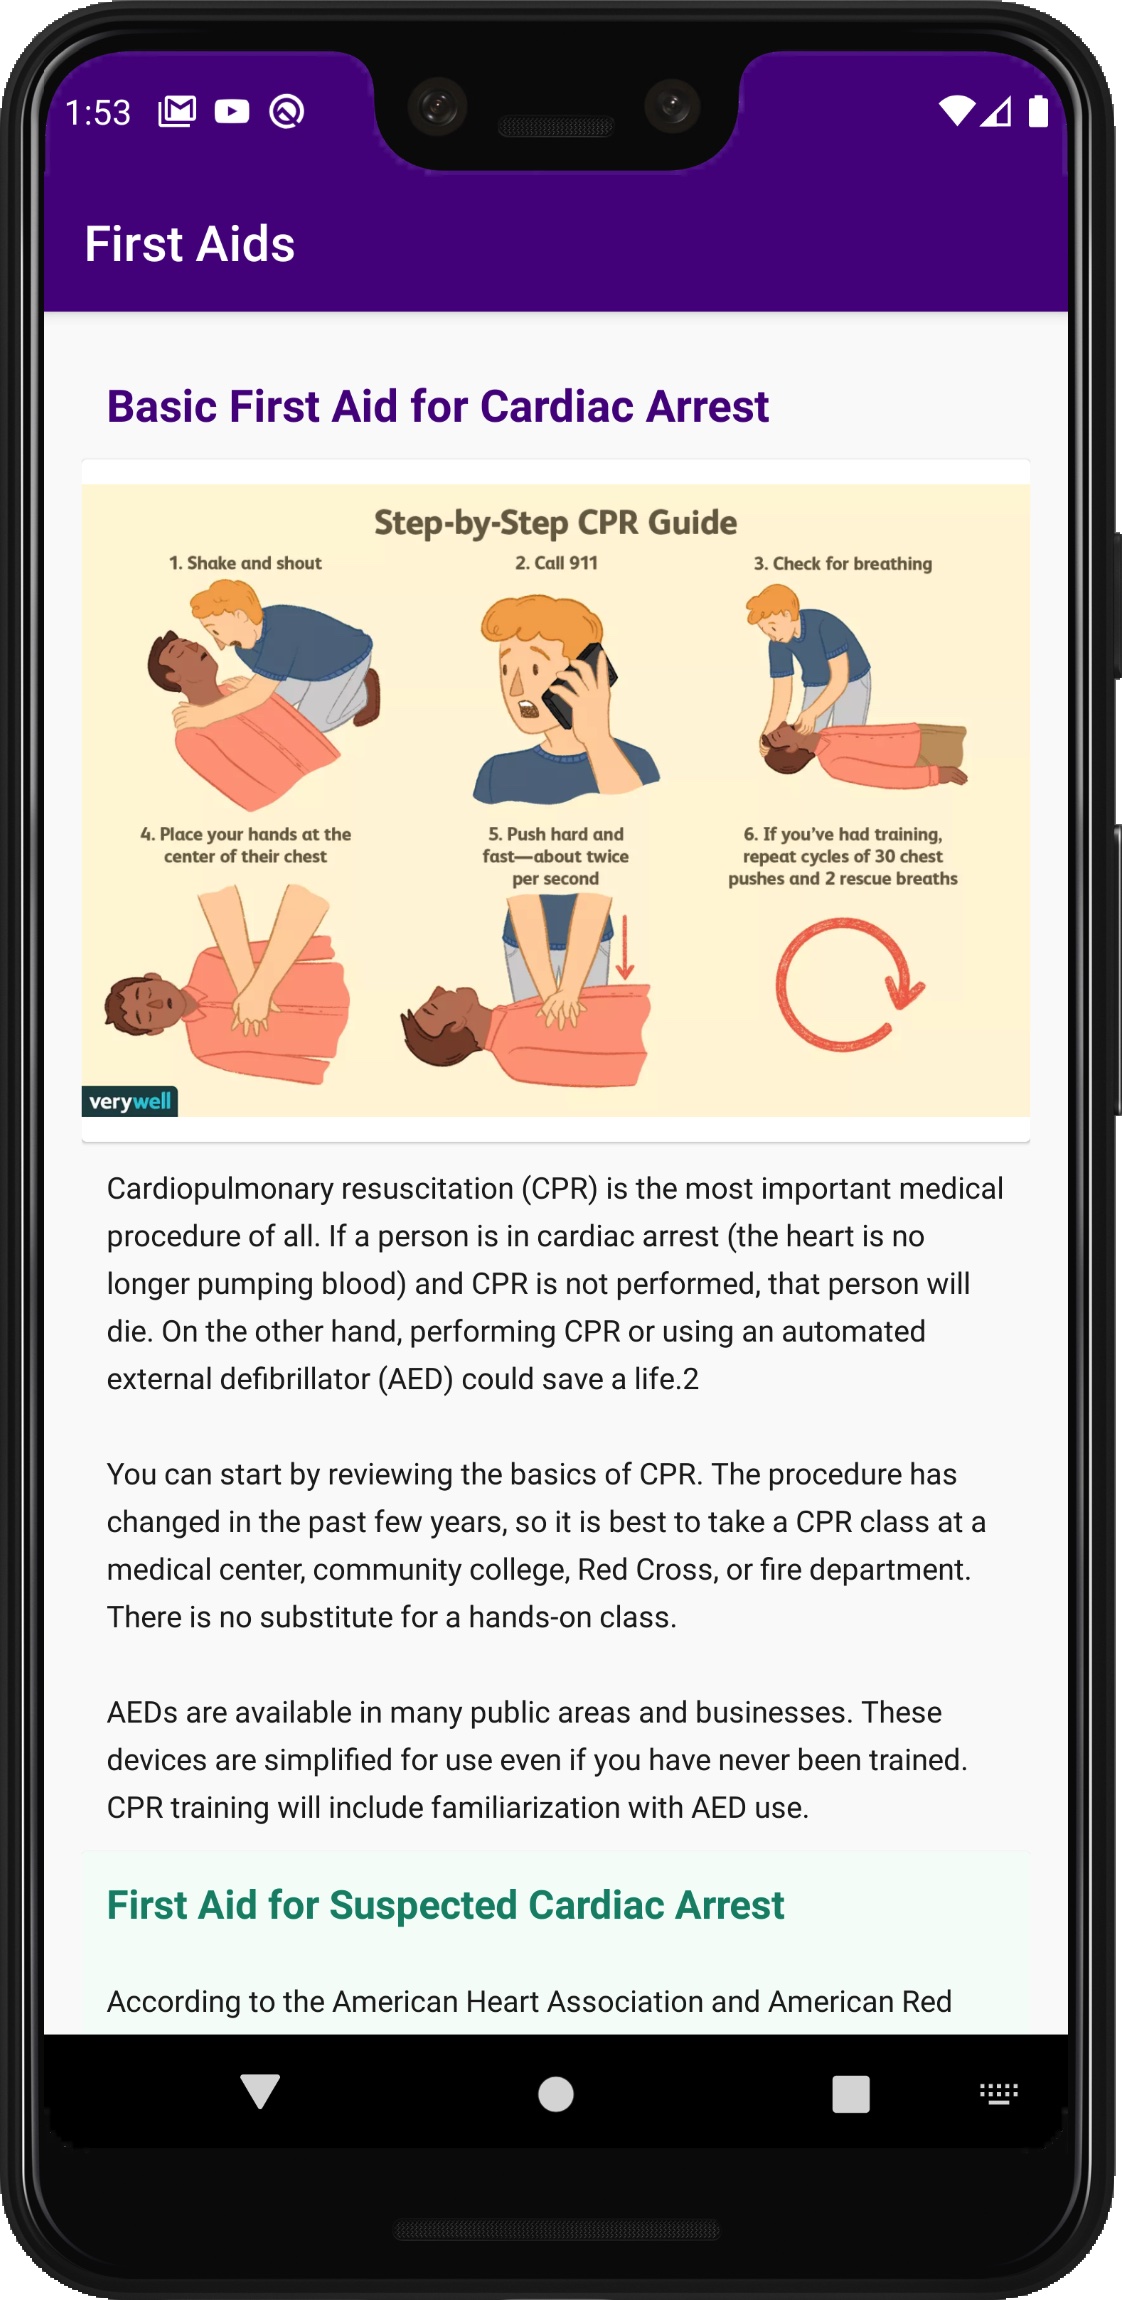 1:53
First Aids
Basic First Aid for Cardiac Arrest
Step-by-Step CPR Guide
1. Shake and shout
2. Call 911
3. Check for breathing
4. Place your hands at the
center of their chest
5. Push hard and
fast—about twice
per second
6. If you've had training,
repeat cycles of 30 chest
pushes and 2 rescue breaths
verywell
Cardiopulmonary resuscitation (CPR) is the most important medical
procedure of all. If a person is in cardiac arrest (the heart is no
longer pumping blood) and CPR is not performed, that person will
die. On the other hand, performing CPR or using an automated
external defibrillator (AED) could save a life.2
You can start by reviewing the basics of CPR. The procedure has
changed in the past few years, so it is best to take a CPR class at a
medical center, community college, Red Cross, or fire department.
There is no substitute for a hands-on class.
AEDs are available in many public areas and businesses. These
devices are simplified for use even if you have never been trained.
CPR training will include familiarization with AED use.
First Aid for Suspected Cardiac Arrest
According to the American Heart Association and American Red